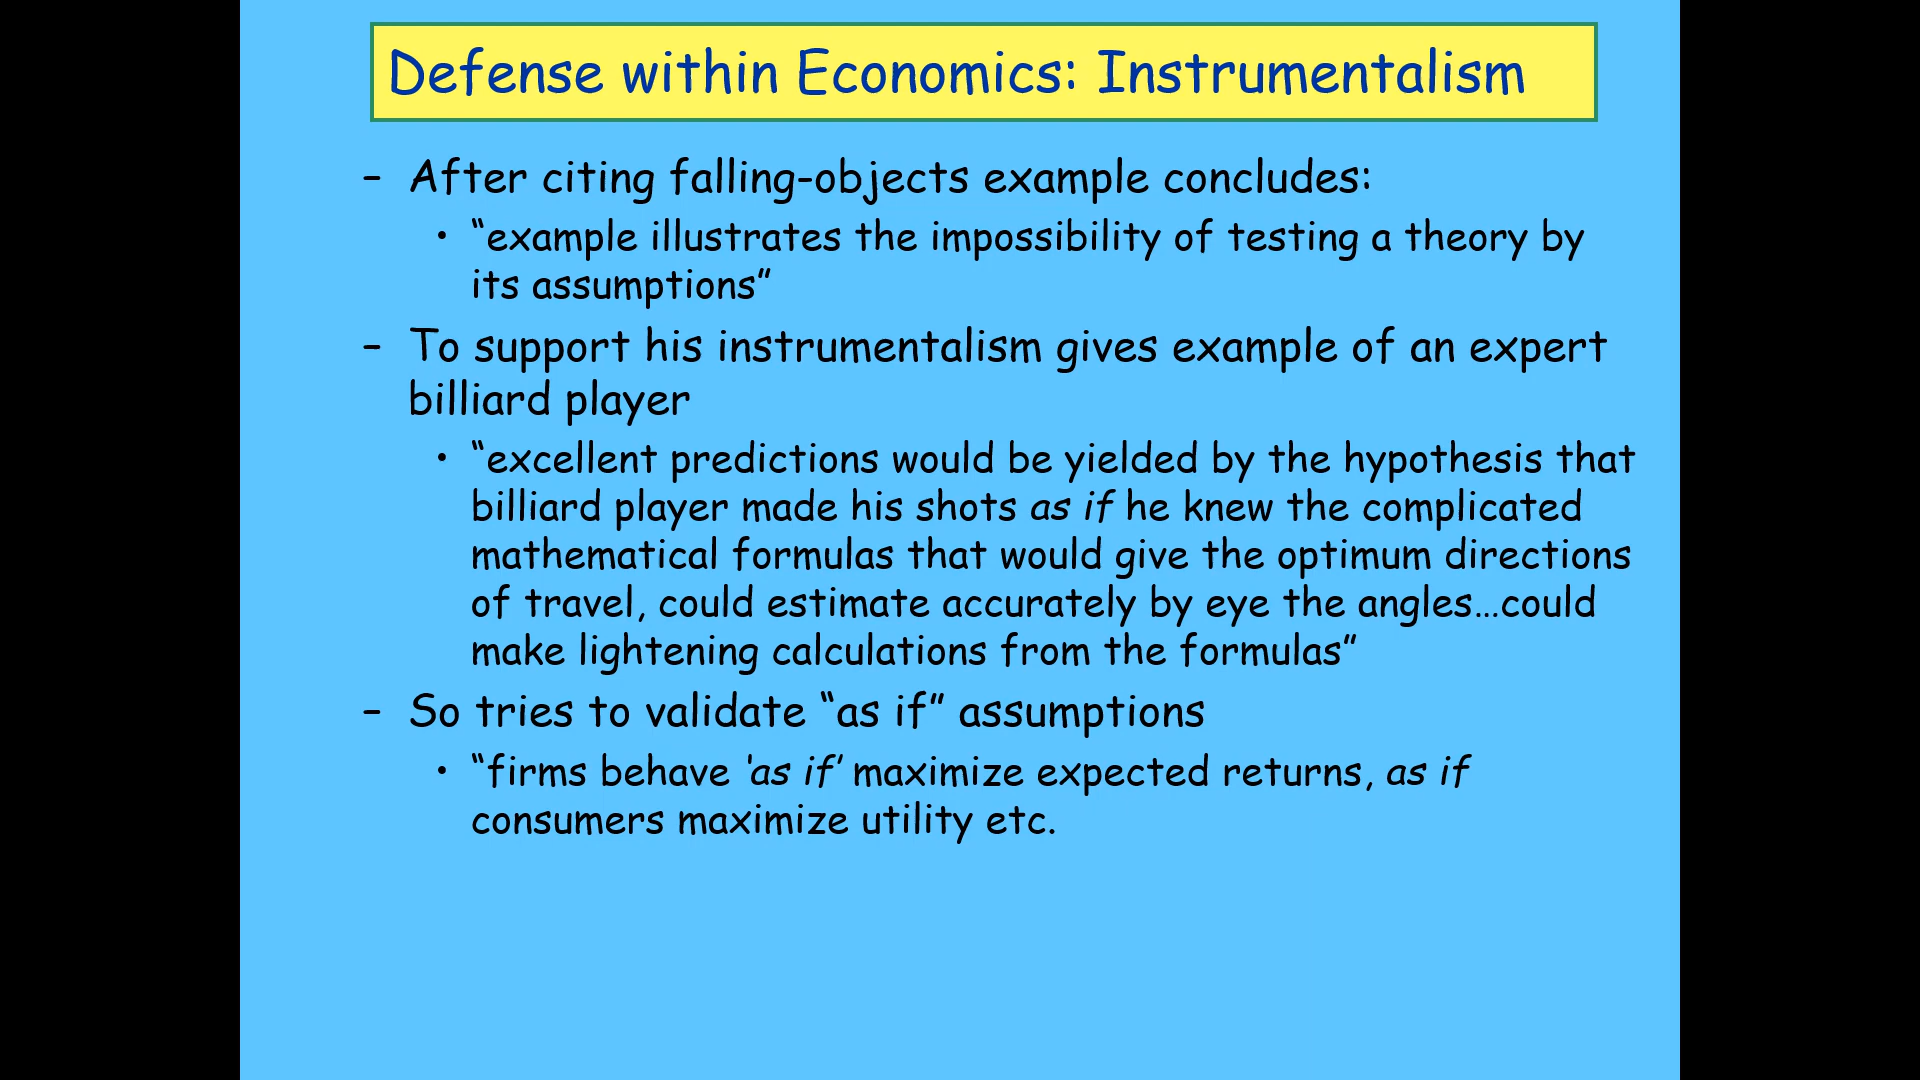 Defense within Economics: Instrumentalism
– After citing falling-objects example concludes:
• “example illustrates the impossibility of testing a theory by
its assumptions”
– To support his instrumentalism gives example of an expert
billiard player
• “excellent predictions would be yielded by the hypothesis that
billiard player made his shots as if he knew the complicated
mathematical formulas that would give the optimum directions
of travel, could estimate accurately by eye the angles…could
make lightening calculations from the formulas”
– So tries to validate “as if” assumptions
• “firms behave ‘as if’ maximize expected returns, as if
consumers maximize utility etc.